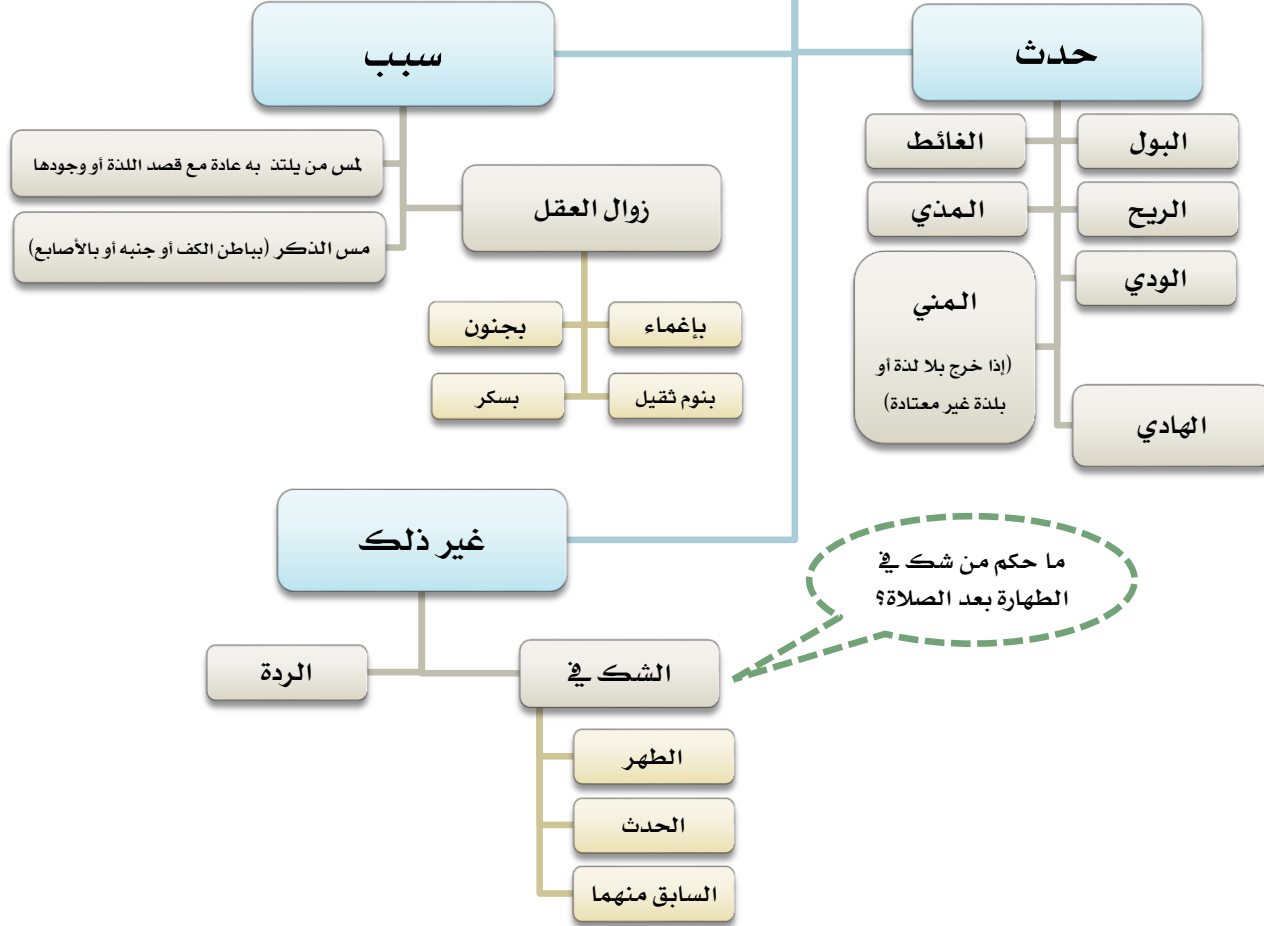 حدث
البول
الغائط
الريح
المذي
الودي
المني
(إذا خرج بلا لذة أو
بلذة غير معتادة)
الهادي
سبب
لمس من يلتذ به عادة مع قصد اللذة أو وجودها
مس الذكر (بباطن الكف أو جنبه أو بالأصابع)
زوال العقل
بإغماء
بجنون
بنوم ثقيل
بسكر
غير ذلك
الشك في
الردة
الطهر
الحدث
السابق منهما
ما حكم من شك في
الطهارة بعد الصلاة؟